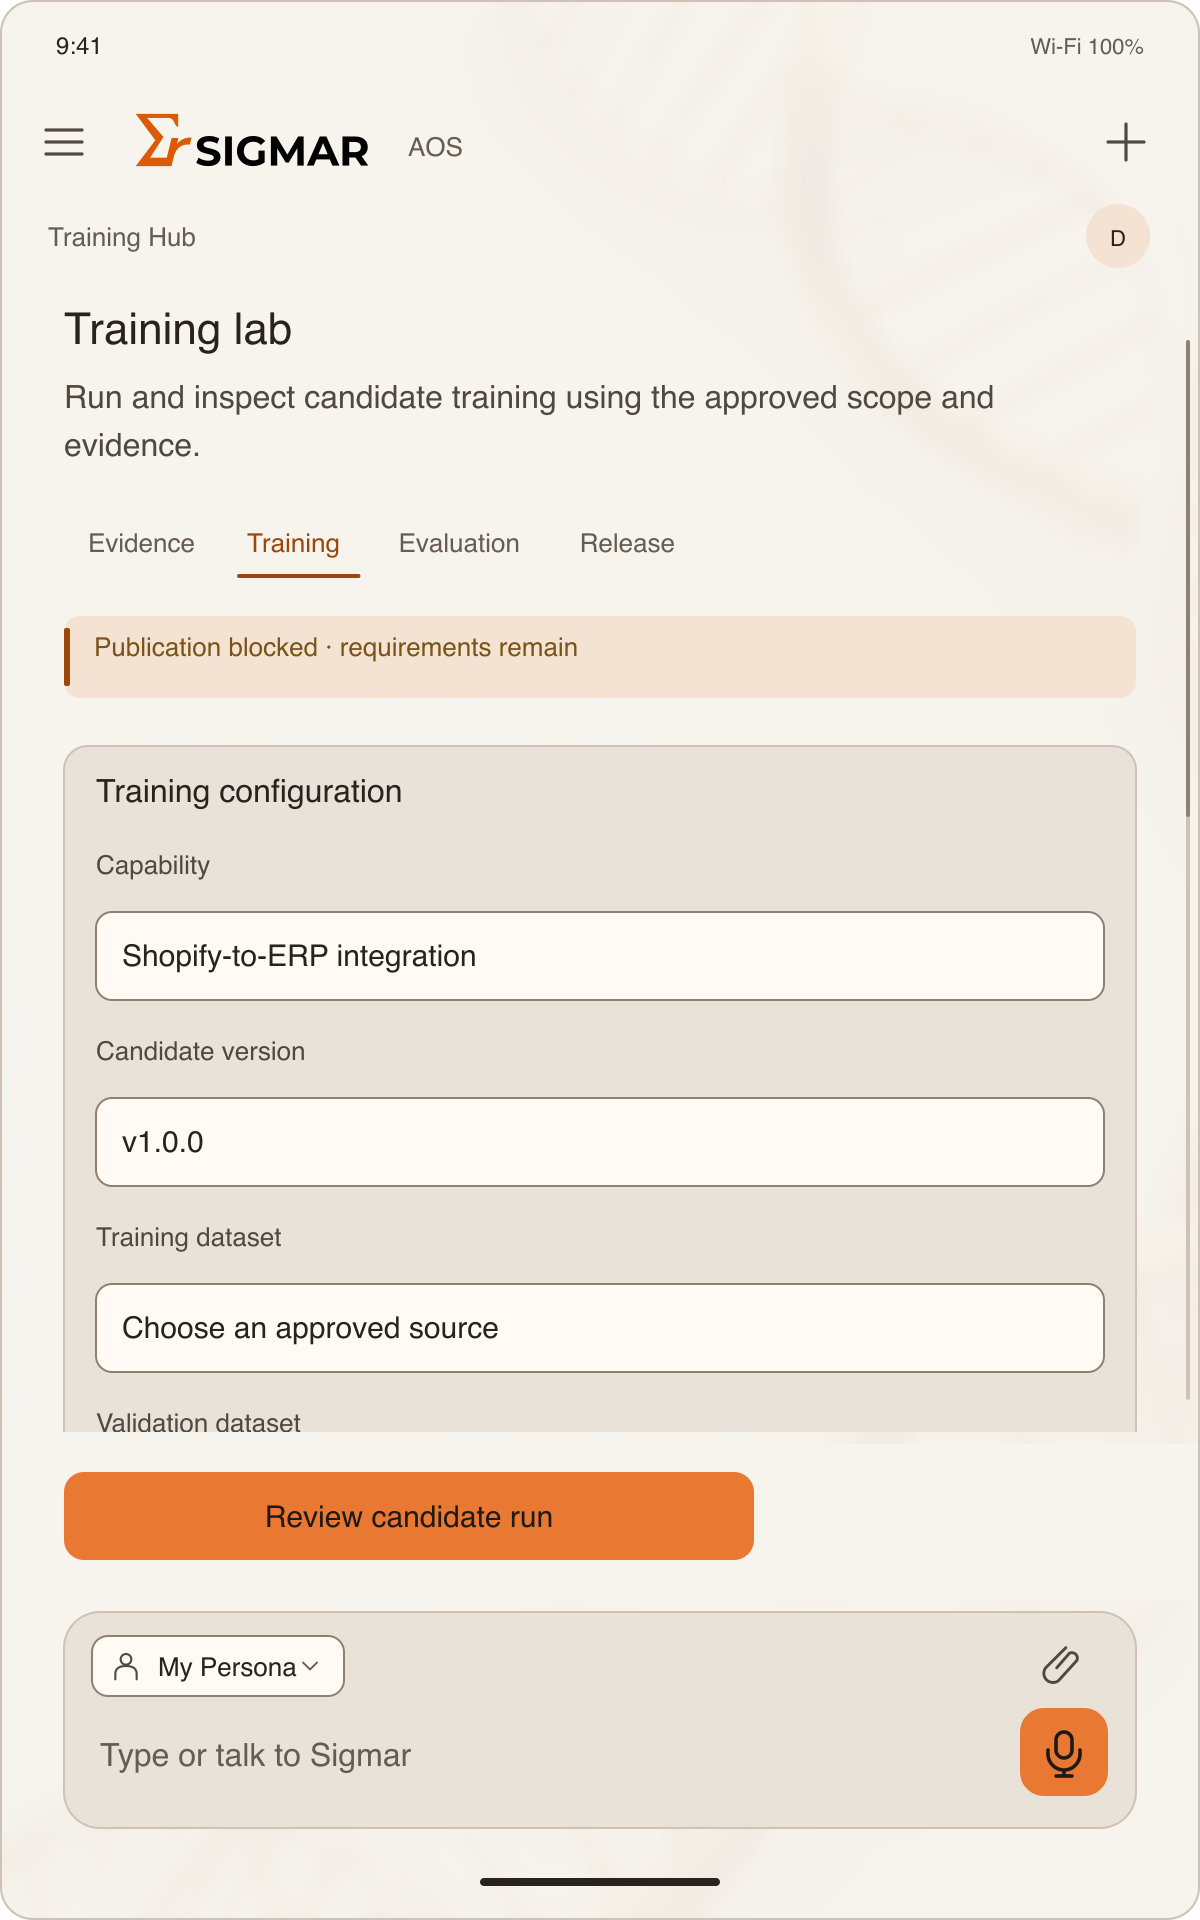 9:41
Wi-Fi 100%
Σr SIGMAR
AOS
Training Hub
D
Training lab
Run and inspect candidate training using the approved scope and
evidence.
Evidence
Training
Evaluation
Release
Publication blocked · requirements remain
Training configuration
Capability
Shopify-to-ERP integration
Candidate version
v1.0.0
Training dataset
Choose an approved source
Validation dataset
Review candidate run
My Persona
Type or talk to Sigmar